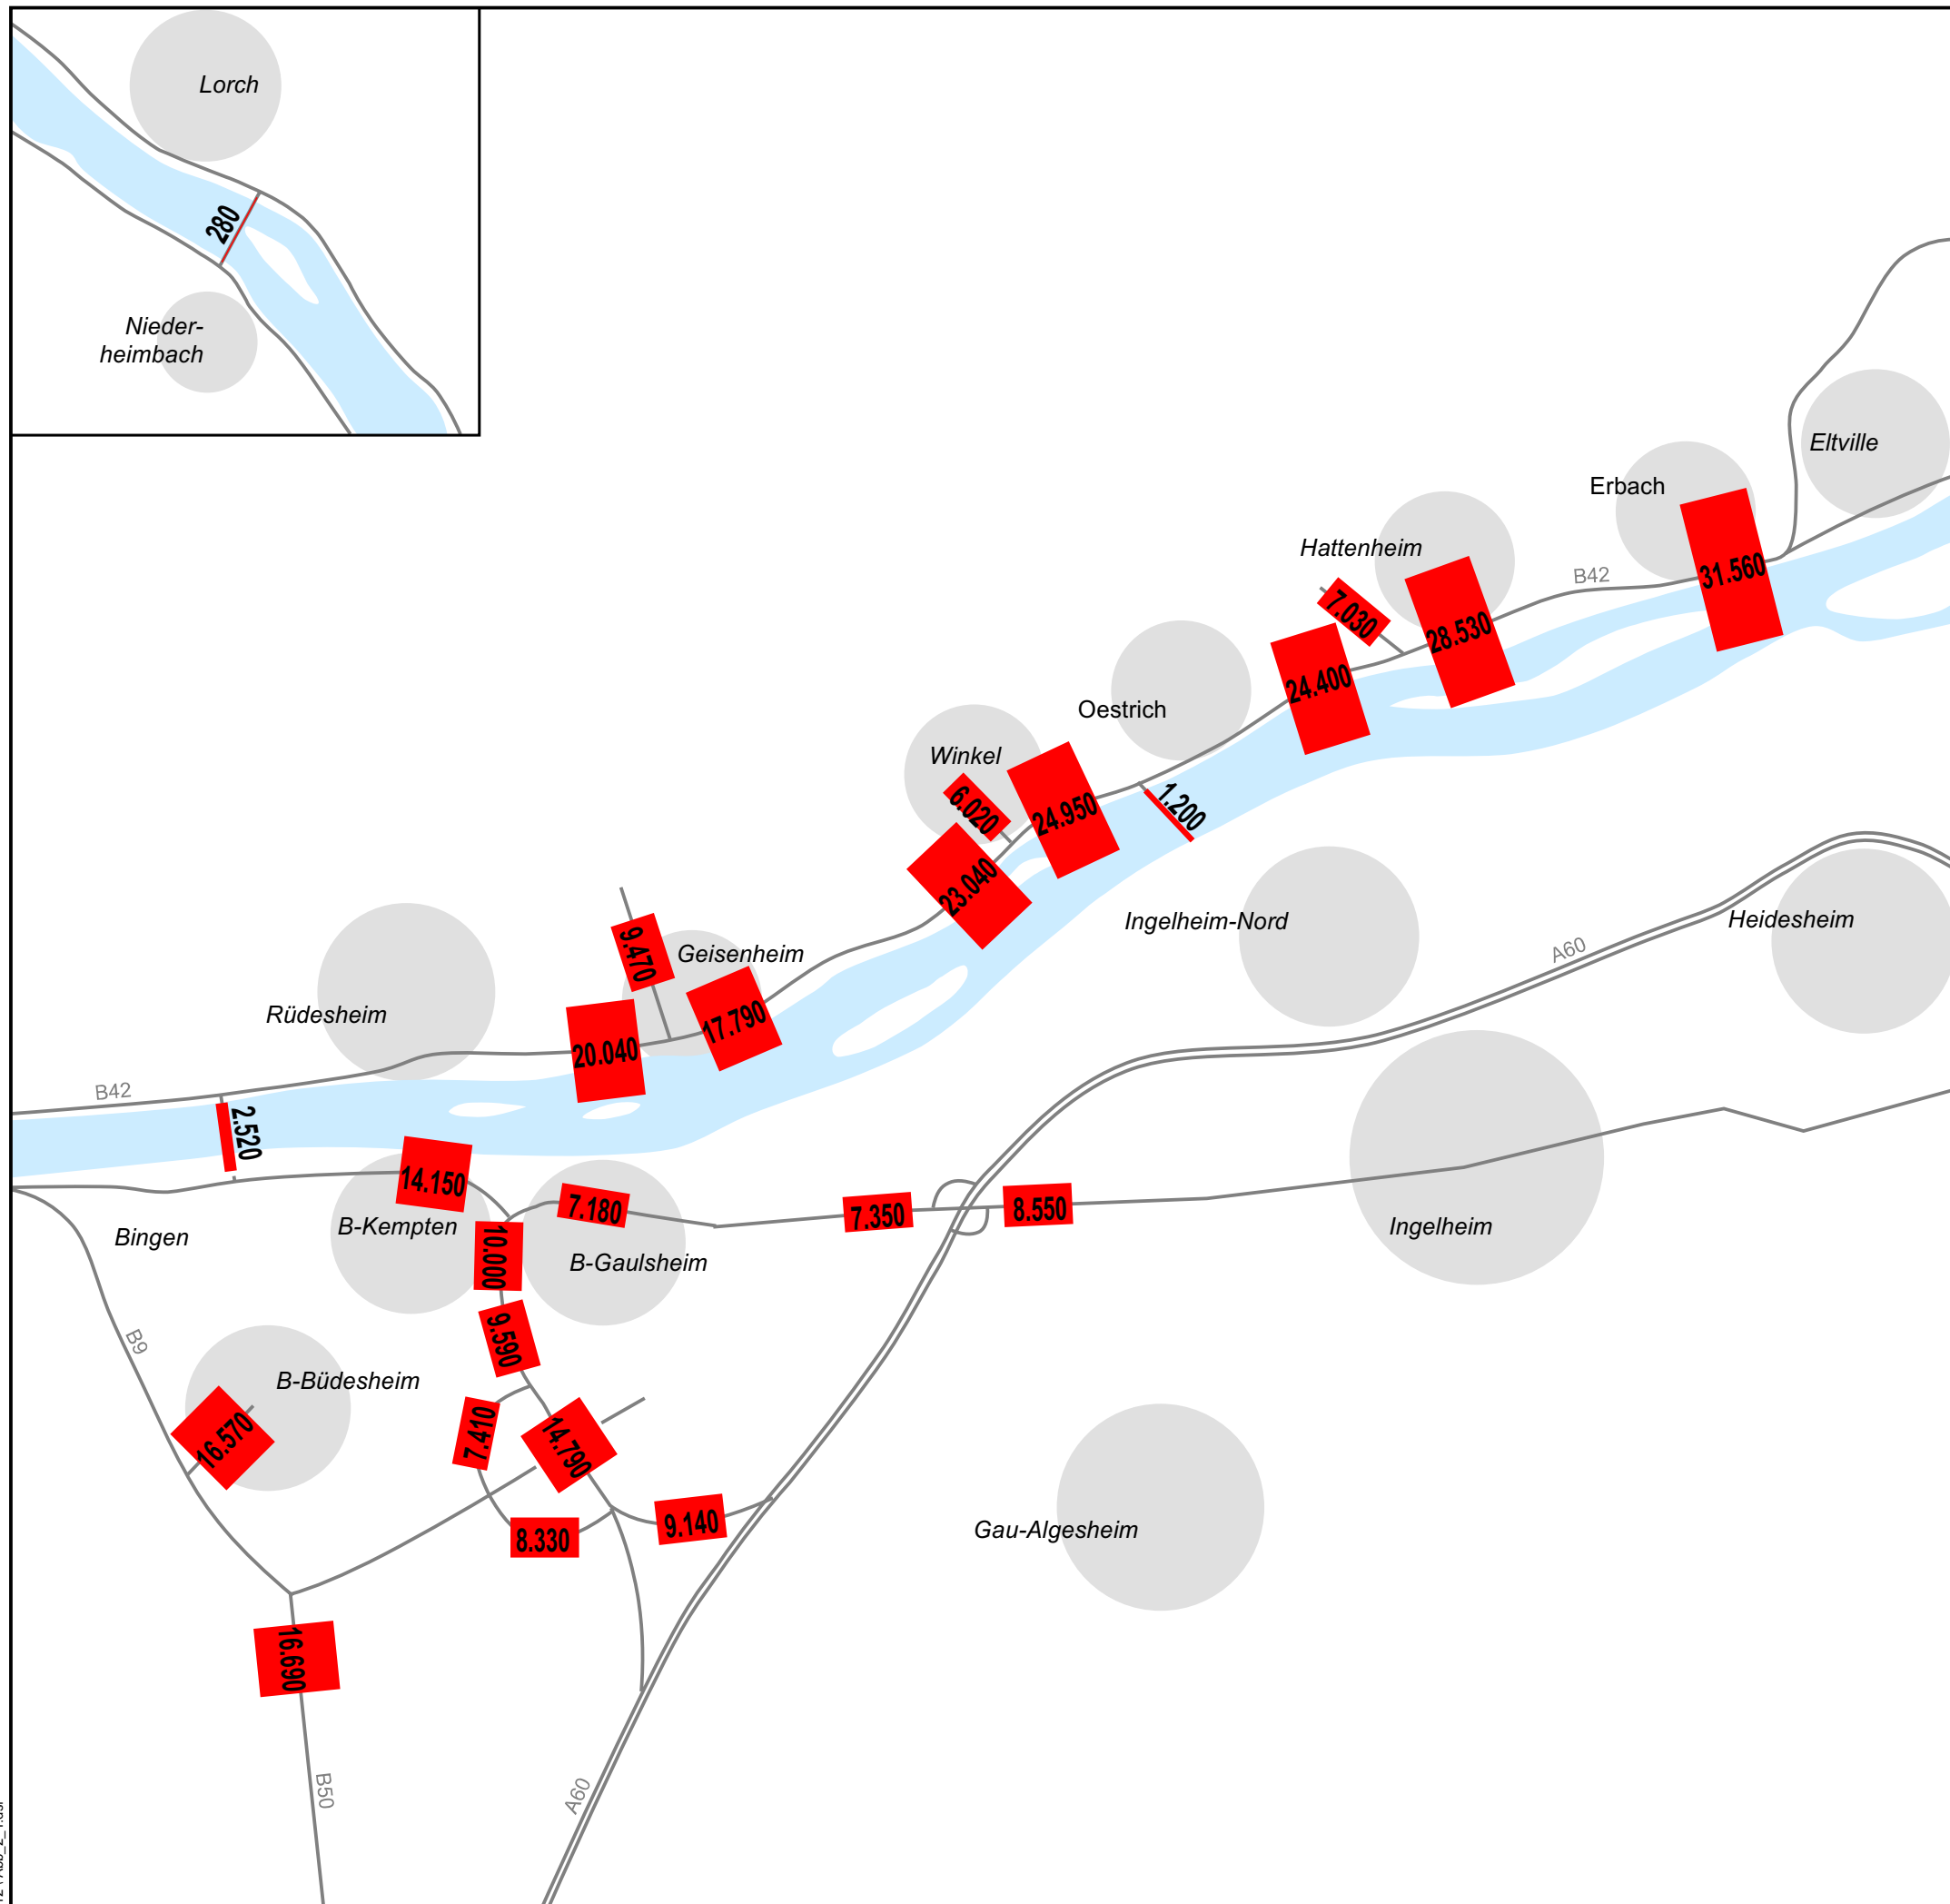 Lorch
280
Nieder-
heimbach
Eltville
Erbach
Hattenheim
B42
31.560
7.030
28.530
24.400
Oestrich
Winkel
6.020
24.950
1.200
23.040
Ingelheim-Nord
Heidesheim
A60
9.470
Geisenheim
Rüdesheim
17.790
20.040
B42
2.520
14.150
B-Kempten
7.180
7.350
8.550
Bingen
10.000
B-Gaulsheim
Ingelheim
9.590
B9
B-Büdesheim
16.570
7.410
14.790
8.330
9.140
Gau-Algesheim
16.690
B50
A60